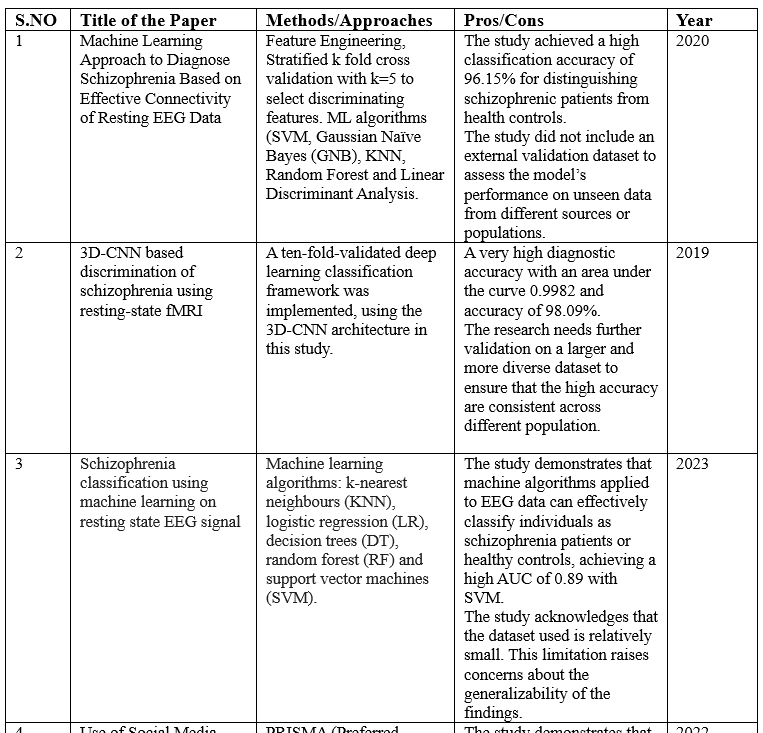 S.NO Title of the Paper Methods/Approaches Pros/Cons Year
1
Machine Learning
Approach to Diagnose
Schizophrenia Based on
Effective Connectivity
of Resting EEG Data
Feature Engineering,
Stratified k fold cross
validation with k=5 to
select discriminating
features. ML algorithms
(SVM, Gaussian Naïve
Bayes (GNB), KNN,
Random Forest and Linear
Discriminant Analysis.
The study achieved a high
classification accuracy of
96.15% for distinguishing
schizophrenic patients from
health controls.
The study did not include an
external validation dataset to
assess the model's
performance on unseen data
from different sources or
populations.
2020
2
3D-CNN based
discrimination of
schizophrenia using
resting-state fMRI
A ten-fold-validated deep
learning classification
framework was
implemented, using the
3D-CNN architecture in
this study.
A very high diagnostic
accuracy with an area under
the curve 0.9982 and
accuracy of 98.09%.
The research needs further
validation on a larger and
more diverse dataset to
ensure that the high accuracy
are consistent across
different population.
2019
3
Schizophrenia
classification using
machine learning on
resting state EEG signal
Machine learning
algorithms: k-nearest
neighbours (KNN),
logistic regression (LR),
decision trees (DT),
random forest (RF) and
support vector machines
(SVM).
The study demonstrates that
machine algorithms applied
to EEG data can effectively
classify individuals as
schizophrenia patients or
healthy controls, achieving a
high AUC of 0.89 with
SVM.
The study acknowledges that
the dataset used is relatively
small. This limitation raises
concerns about the
generalizability of the
findings.
2023
4
Use of Social Media
PRISMA (Preferred
The study demonstrates that
2022